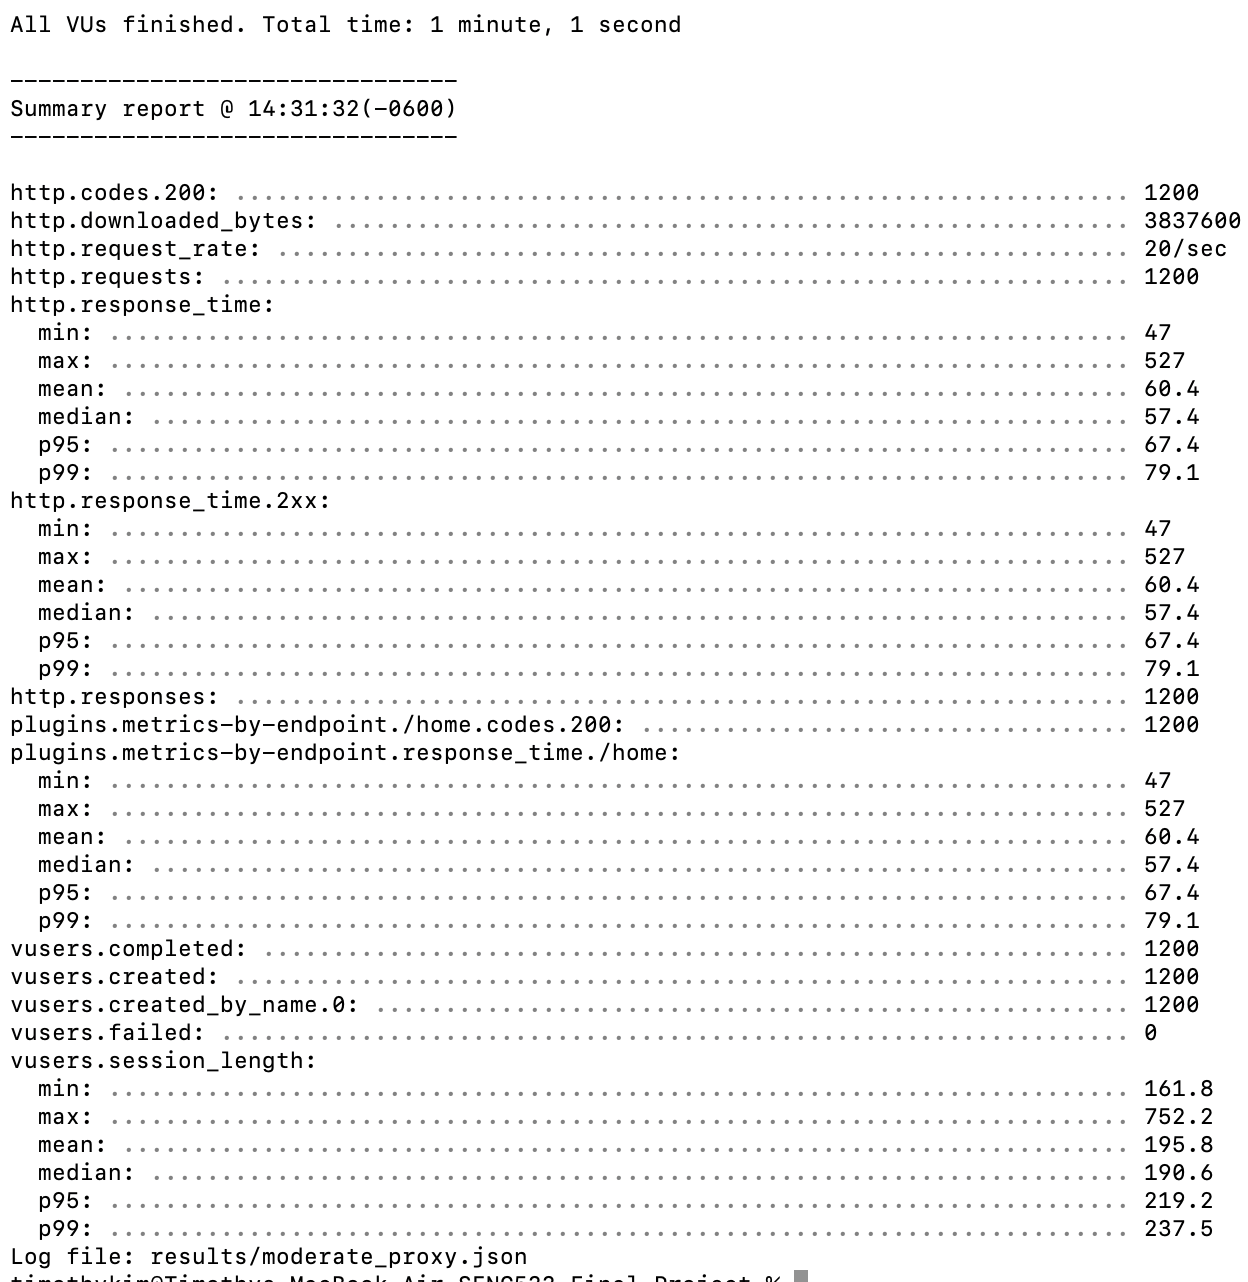 All VUs finished. Total time: 1 minute, 1 second
--------------------------------
Summary report @ 14:31:32(-0600)
--------------------------------
http.codes.200: ................................................................ 1200
http.downloaded_bytes: ......................................................... 3837600
http.request_rate: ............................................................. 20/sec
http.requests: ................................................................. 1200
http.response_time:
  min: ......................................................................... 47
  max: ......................................................................... 527
  mean: ........................................................................ 60.4
  median: ...................................................................... 57.4
  p95: ......................................................................... 67.4
  p99: ......................................................................... 79.1
http.response_time.2xx:
  min: ......................................................................... 47
  max: ......................................................................... 527
  mean: ........................................................................ 60.4
  median: ...................................................................... 57.4
  p95: ......................................................................... 67.4
  p99: ......................................................................... 79.1
http.responses: ................................................................ 1200
plugins.metrics-by-endpoint./home.codes.200: ................................... 1200
plugins.metrics-by-endpoint.response_time./home:
  min: ......................................................................... 47
  max: ......................................................................... 527
  mean: ........................................................................ 60.4
  median: ...................................................................... 57.4
  p95: ......................................................................... 67.4
  p99: ......................................................................... 79.1
vusers.completed: .............................................................. 1200
vusers.created: ................................................................ 1200
vusers.created_by_name.0: ...................................................... 1200
vusers.failed: ................................................................. 0
vusers.session_length:
  min: ......................................................................... 161.8
  max: ......................................................................... 752.2
  mean: ........................................................................ 195.8
  median: ...................................................................... 190.6
  p95: ......................................................................... 219.2
  p99: ......................................................................... 237.5
Log file: results/moderate_proxy.json
timothykim@Timothys-MacBook-Air SENG533 Final Project %